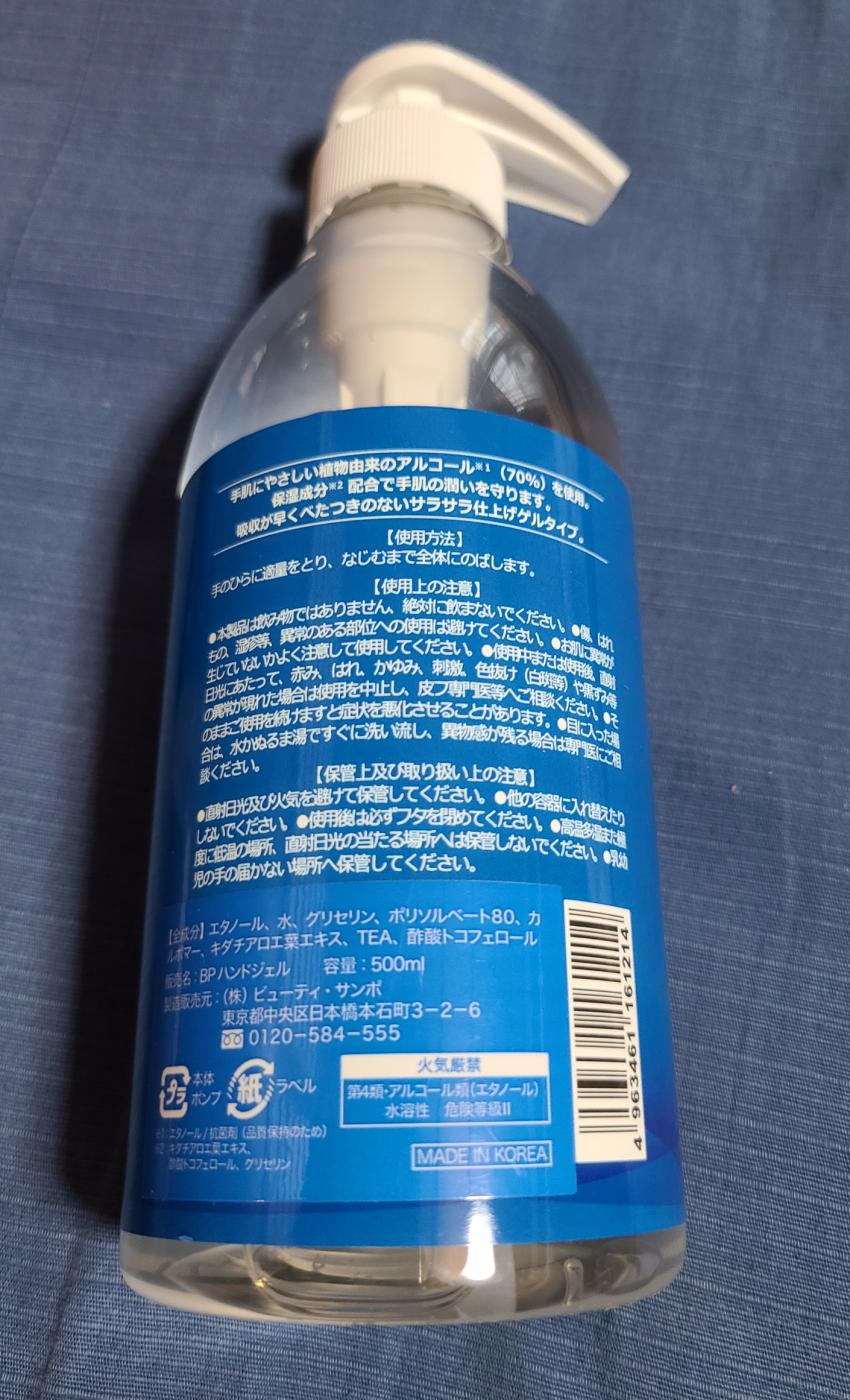 手肌にやさしい植物由来のアルコール※1（70%）を使用。
保湿成分※2 配合で手肌の潤いを守ります。
吸収が早くべたつきのないサラサラ仕上げゲルタイプ。
【使用方法】
手のひらに適量をとり、なじむまで全体にのばします。
【使用上の注意】
●本製品は飲み物ではありません、絶対に飲まないでください。●傷、はれ
もの、湿疹等、異常のある部位への使用は避けてください。●お肌に異常が
生じていないかよく注意して使用してください。●使用中または使用後、直射
日光にあたって、赤み、はれ、かゆみ、刺激、色抜け（白斑等）や黒ずみ等
の異常が現れた場合は使用を中止し、皮フ専門医等へご相談ください。●そ
のままご使用を続けますと症状を悪化させることがあります。●目に入った場
合は、水かぬるま湯ですぐに洗い流し、異物感が残る場合は専門医にご相
談ください。
【保管上及び取り扱い上の注意】
●直射日光及び火気を避けて保管してください。●他の容器に入れ替えたり
しないでください。●使用後は必ずフタを閉めてください。●高温多湿また極
度に低温の場所、直射日光の当たる場所へは保管しないでください。●乳幼
児の手の届かない場所へ保管してください。
【全成分】エタノール、水、グリセリン、ポリソルベート80、カ
ルボマー、キダチアロエ葉エキス、TEA、酢酸トコフェロール
販売名：BPハンドジェル 容量：500ml
製造販売元：（株）ビューティ・サンポ
東京都中央区日本橋本石町3－2－6
0120－584－555
プラ 本体
ポンプ
紙 ラベル
火気厳禁
第4類・アルコール類（エタノール）
水溶性 危険等級II
※1：エタノール/抗菌剤（品質保持のため）
※2：キダチアロエ葉エキス、
酢酸トコフェロール、グリセリン
MADE IN KOREA
4 963461 161214